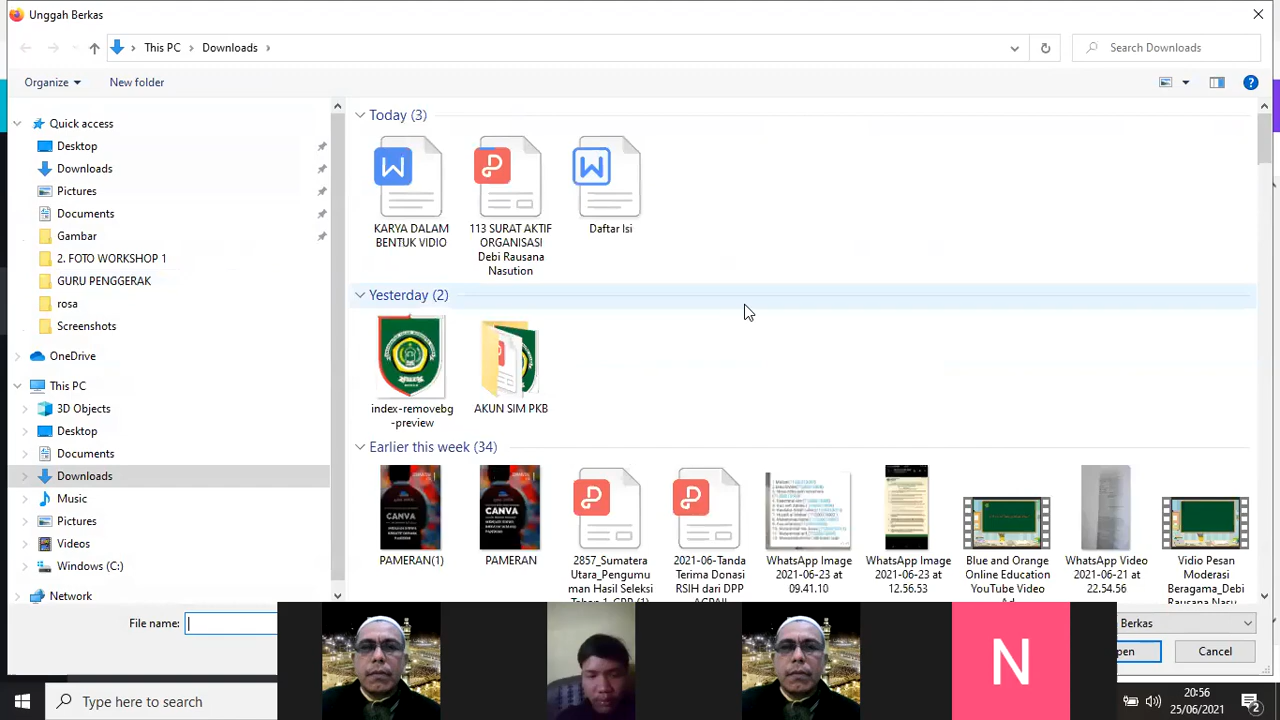 Unggah Berkas
This PC
Downloads
Search Downloads
Organize
New folder
Quick access
Desktop
Downloads
Pictures
Documents
Gambar
2. FOTO WORKSHOP 1
GURU PENGGERAK
rosa
Screenshots
OneDrive
This PC
3D Objects
Desktop
Documents
Downloads
Music
Pictures
Videos
Windows (C:)
Network
Today (3)
KARYA DALAM
BENTUK VIDIO
113 SURAT AKTIF
ORGANISASI
Debi Rausana
Nasution
Daftar Isi
Yesterday (2)
index-removebg
-preview
AKUN SIM PKB
Earlier this week (34)
CANVA
PAMERAN(1)
CANVA
PAMERAN
2857_Sumatera
Utara_Pengumu
man Hasil Seleksi
2021-06-Tanda
Terima Donasi
RSIH dari DPP
WhatsApp Image
2021-06-23 at
09.41.10
WhatsApp Image
2021-06-23 at
12.56.53
Blue and Orange
Online Education
YouTube Video
WhatsApp Video
2021-06-21 at
22.54.56
Vidio Pesan
Moderasi
Beragama_Debi
File name:
Berkas
pen
Cancel
N
Type here to search
20:56
25/06/2021
2